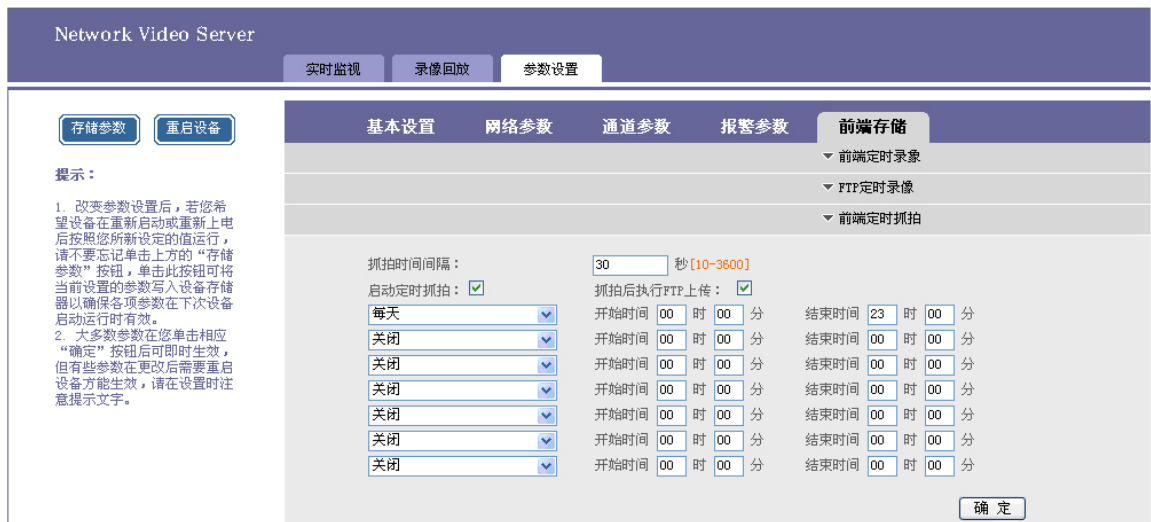 Network Video Server
实时监视 录像回放 参数设置
存储参数 重启设备
基本设置 网络参数 通道参数 报警参数 前端存储
前端定时录象
FTP定时录像
前端定时抓拍
提示：
1. 改变参数设置后，若您希
望设备在重新启动或重新上电
后按照您所新设定的值运行，
请不要忘记单击上方的“存储
参数”按钮，单击此按钮可将
当前设置的参数写入设备存储
器以确保各项参数在下次设备
启动运行时有效。
2. 大多数参数在您单击相应
“确定”按钮后可即时生效，
但有些参数在更改后需要重启
设备方能生效，请在设置时注
意提示文字。
抓拍时间间隔： 30 秒[10-3600]
启动定时抓拍： 抓拍后执行FTP上传：
每天 开始时间 00 时 00 分 结束时间 23 时 00 分
关闭 开始时间 00 时 00 分 结束时间 00 时 00 分
关闭 开始时间 00 时 00 分 结束时间 00 时 00 分
关闭 开始时间 00 时 00 分 结束时间 00 时 00 分
关闭 开始时间 00 时 00 分 结束时间 00 时 00 分
关闭 开始时间 00 时 00 分 结束时间 00 时 00 分
关闭 开始时间 00 时 00 分 结束时间 00 时 00 分
确 定